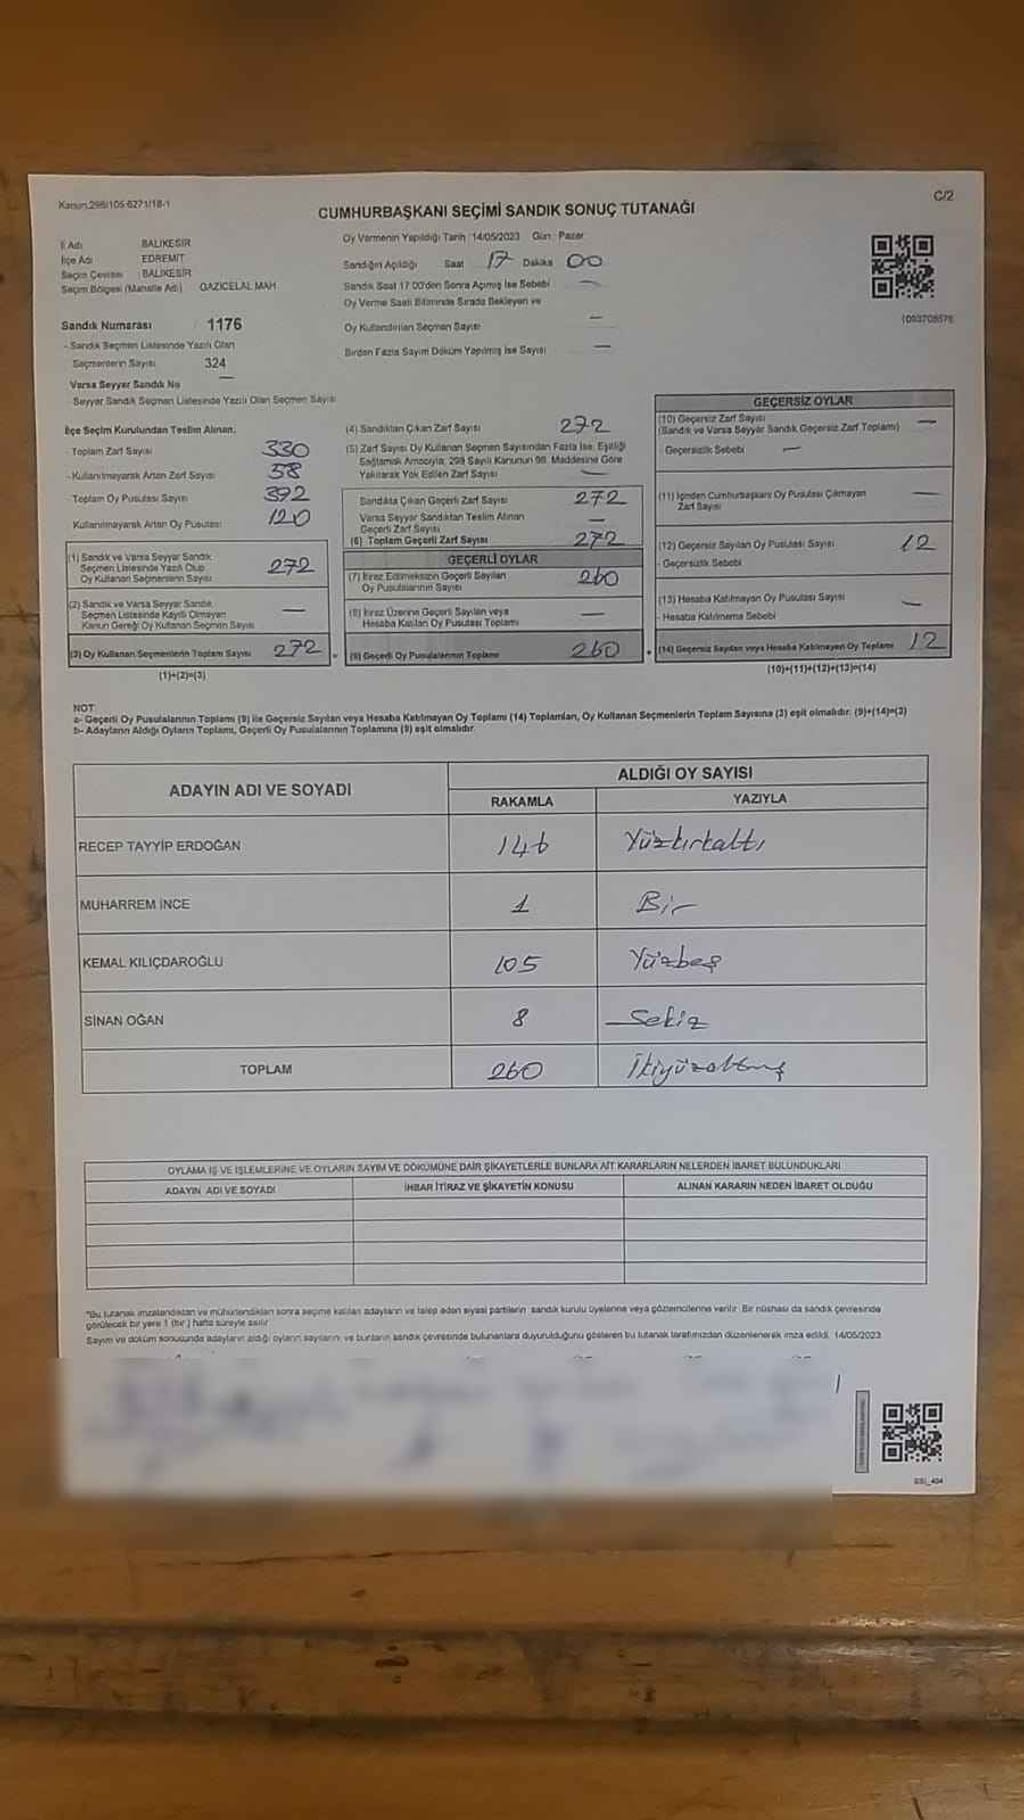 Kanun:298/105 6271/18-1
C/2
CUMHURBAŞKANI SEÇİMİ SANDIK SONUÇ TUTANAĞI
İl Adı BALIKESİR
İlçe Adı EDREMİT
Seçim Çevresi BALIKESİR
Seçim Bölgesi (Mahalle Adı) GAZICELAL MAH.
Sandık Numarası 1176
- Sandık Seçmen Listesinde Yazılı Olan
Seçmenlerin Sayısı 324
Varsa Seyyar Sandık No —
Seyyar Sandık Seçmen Listesinde Yazılı Olan Seçmen Sayısı
Oy Vermenin Yapıldığı Tarih 14/05/2023 Gün Pazar
Sandığın Açıldığı Saat 17 Dakika 00
Sandık Saat 17.00'den Sonra Açılmış İse Sebebi —
Oy Verme Saati Bitiminde Sırada Bekleyen ve
Oy Kullandırılan Seçmen Sayısı —
Birden Fazla Sayım Döküm Yapılmış İse Sayısı —
İlçe Seçim Kurulundan Teslim Alınan;
Toplam Zarf Sayısı 330
- Kullanılmayarak Artan Zarf Sayısı 58
Toplam Oy Pusulası Sayısı 392
Kullanılmayarak Artan Oy Pusulası 120
(1) Sandık ve Varsa Seyyar Sandık
Seçmen Listesinde Yazılı Olup
Oy Kullanan Seçmenlerin Sayısı 272
(2) Sandık ve Varsa Seyyar Sandık
Seçmen Listesinde Kayıtlı Olmayan
Kanun Gereği Oy Kullanan Seçmen Sayısı —
(3) Oy Kullanan Seçmenlerin Toplam Sayısı 272
(1)+(2)=(3)
(4) Sandıktan Çıkan Zarf Sayısı 272
(5) Zarf Sayısı Oy Kullanan Seçmen Sayısından Fazla İse, Eşitliği
Sağlamak Amacıyla, 298 Sayılı Kanunun 98. Maddesine Göre
Yakılarak Yok Edilen Zarf Sayısı —
Sandıkta Çıkan Geçerli Zarf Sayısı 272
Varsa Seyyar Sandıktan Teslim Alınan
Geçerli Zarf Sayısı —
(6) Toplam Geçerli Zarf Sayısı 272
GEÇERLİ OYLAR
(7) İtiraz Edilmeksizin Geçerli Sayılan
Oy Pusulalarının Sayısı 260
(8) İtiraz Üzerine Geçerli Sayılan veya
Hesaba Katılan Oy Pusulası Toplamı —
(9) Geçerli Oy Pusulalarının Toplamı 260
GEÇERSİZ OYLAR
(10) Geçersiz Zarf Sayısı
(Sandık ve Varsa Seyyar Sandık Geçersiz Zarf Toplamı) —
Geçersizlik Sebebi —
(11) İçinden Cumhurbaşkanı Oy Pusulası Çıkmayan
Zarf Sayısı —
(12) Geçersiz Sayılan Oy Pusulası Sayısı 12
- Geçersizlik Sebebi
(13) Hesaba Katılmayan Oy Pusulası Sayısı —
- Hesaba Katılmama Sebebi
(14) Geçersiz Sayılan veya Hesaba Katılmayan Oy Toplamı 12
(10)+(11)+(12)+(13)=(14)
NOT:
a- Geçerli Oy Pusulalarının Toplamı (9) ile Geçersiz Sayılan veya Hesaba Katılmayan Oy Toplamı (14) Toplamları, Oy Kullanan Seçmenlerin Toplam Sayısına (3) eşit olmalıdır. (9)+(14)=(3)
b- Adayların Aldığı Oyların Toplamı, Geçerli Oy Pusulalarının Toplamına (9) eşit olmalıdır.
ADAYIN ADI VE SOYADI
ALDIĞI OY SAYISI
RAKAMLA YAZIYLA
RECEP TAYYİP ERDOĞAN 146 Yüzkırkaltı
MUHARREM İNCE 1 Bir
KEMAL KILIÇDAROĞLU 105 Yüzbeş
SİNAN OĞAN 8 Sekiz
TOPLAM 260 İkiyüzaltmış
OYLAMA İŞ VE İŞLEMLERİNE VE OYLARIN SAYIM VE DÖKÜMÜNE DAİR ŞİKAYETLERLE BUNLARA AİT KARARLARIN NELERDEN İBARET BULUNDUKLARI
ADAYIN ADI VE SOYADI İHBAR İTİRAZ VE ŞİKAYETİN KONUSU ALINAN KARARIN NEDEN İBARET OLDUĞU
*Bu tutanak imzalandıktan ve mühürlendikten sonra seçime katılan adayların ve talep eden siyasi partilerin sandık kurulu üyelerine veya gözlemcilerine verilir. Bir nüshası da sandık çevresinde
görülecek bir yere 1 (bir) hafta süreyle asılır.
Sayım ve döküm sonucunda adayların aldığı oyların sayılarını ve bunların sandık çevresinde bulunanlara duyurulduğunu gösteren bu tutanak tarafımızdan düzenlenerek imza edildi. 14/05/2023